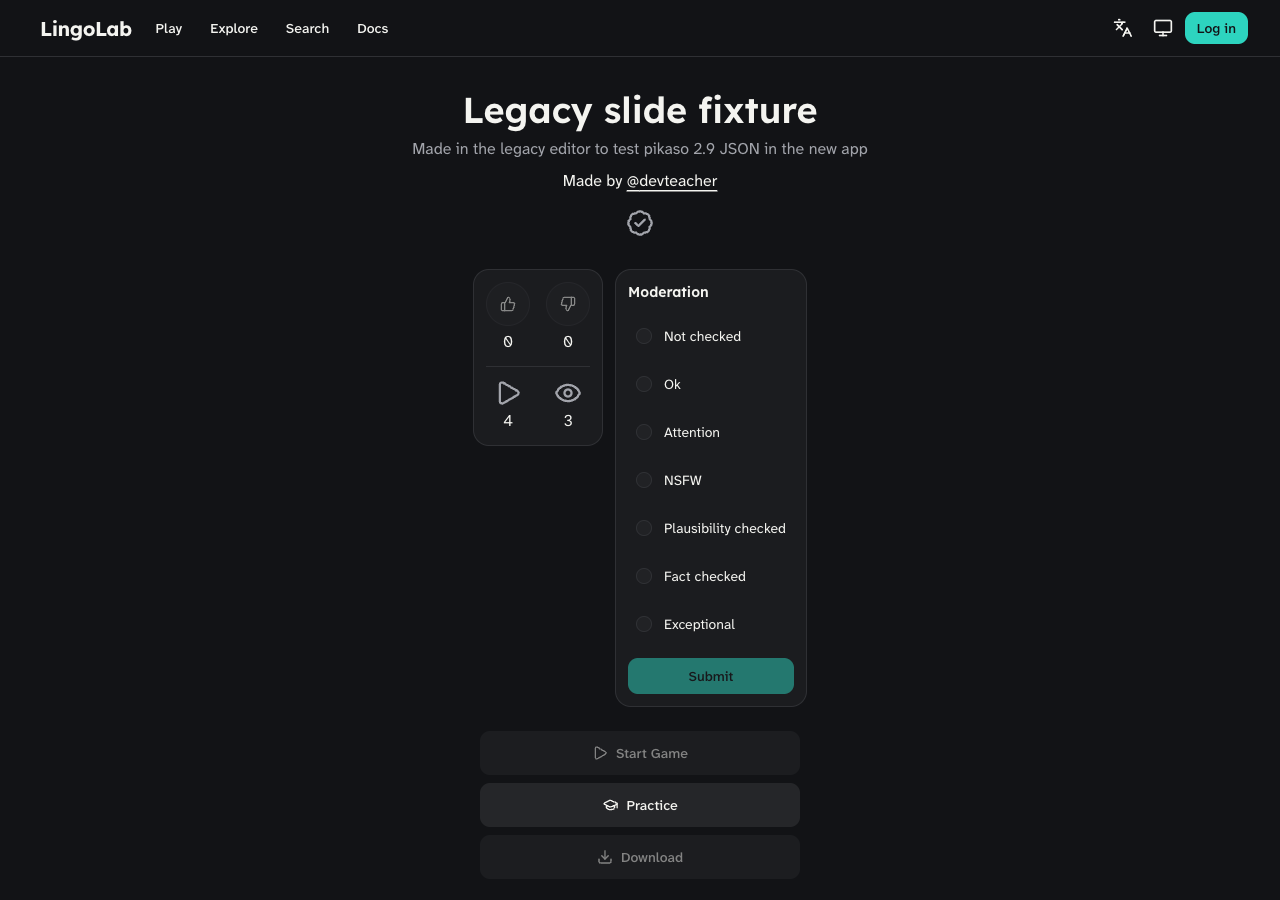 LingoLab Play Explore Search Docs Log in
Legacy slide fixture
Made in the legacy editor to test pikaso 2.9 JSON in the new app
Made by @devteacher
0 0
4 3
Moderation
Not checked
Ok
Attention
NSFW
Plausibility checked
Fact checked
Exceptional
Submit
Start Game
Practice
Download